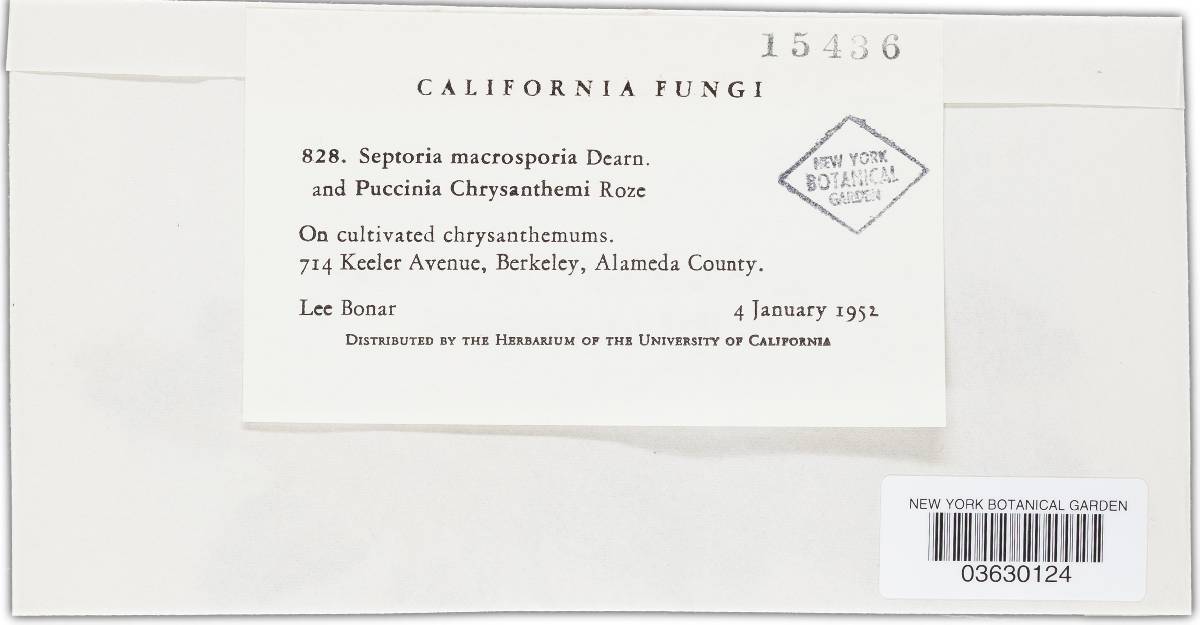 15436
CALIFORNIA FUNGI
828. Septoria macrosporia Dearn.
and Puccinia Chrysanthemi Roze
NEW YORK
BOTANICAL
GARDEN
On cultivated chrysanthemums.
714 Keeler Avenue, Berkeley, Alameda County.
Lee Bonar 4 January 1952
DISTRIBUTED BY THE HERBARIUM OF THE UNIVERSITY OF CALIFORNIA
NEW YORK BOTANICAL GARDEN
03630124